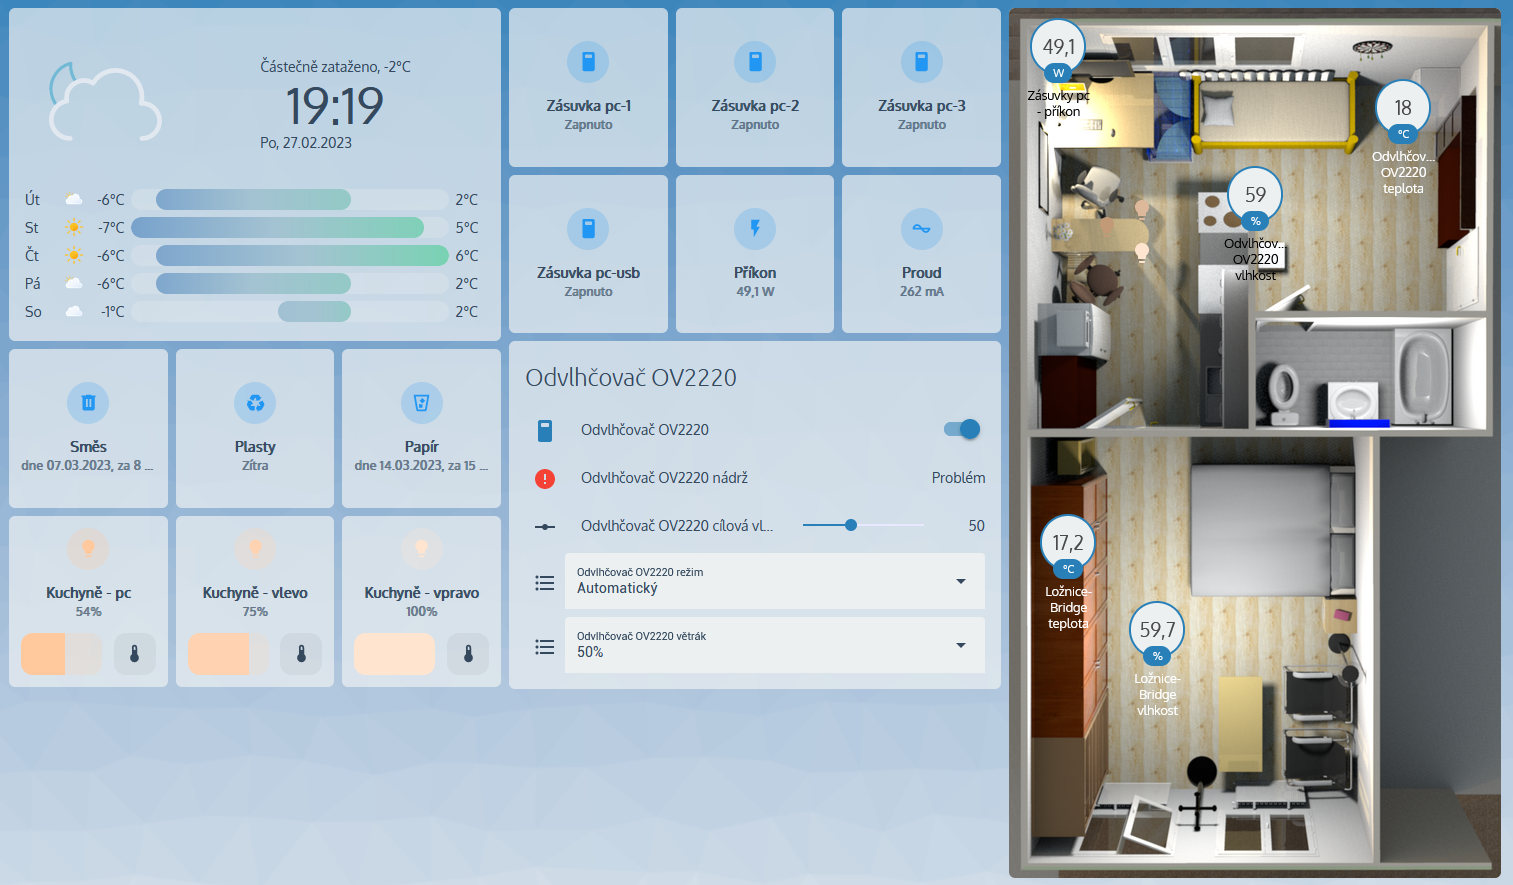 Částečně zataženo, -2°C
19:19
Po, 27.02.2023
Út -6°C 2°C
St -7°C 5°C
Čt -6°C 6°C
Pá -6°C 2°C
So -1°C 2°C
Směs
dne 07.03.2023, za 8 ...
Plasty
Zítra
Papír
dne 14.03.2023, za 15 ...
Kuchyně - pc
54%
Kuchyně - vlevo
75%
Kuchyně - vpravo
100%
Zásuvka pc-1
Zapnuto
Zásuvka pc-2
Zapnuto
Zásuvka pc-3
Zapnuto
Zásuvka pc-usb
Zapnuto
Příkon
49,1 W
Proud
262 mA
Odvlhčovač OV2220
Odvlhčovač OV2220
Odvlhčovač OV2220 nádrž Problém
Odvlhčovač OV2220 cílová vl... 50
Odvlhčovač OV2220 režim
Automatický
Odvlhčovač OV2220 větrák
50%
49,1
W
Zásuvky pc
- příkon
18
°C
Odvlhčov...
OV2220
teplota
59
%
Odvlhčov...
OV2220
vlhkost
17,2
°C
Ložnice-
Bridge
teplota
59,7
%
Ložnice-
Bridge
vlhkost